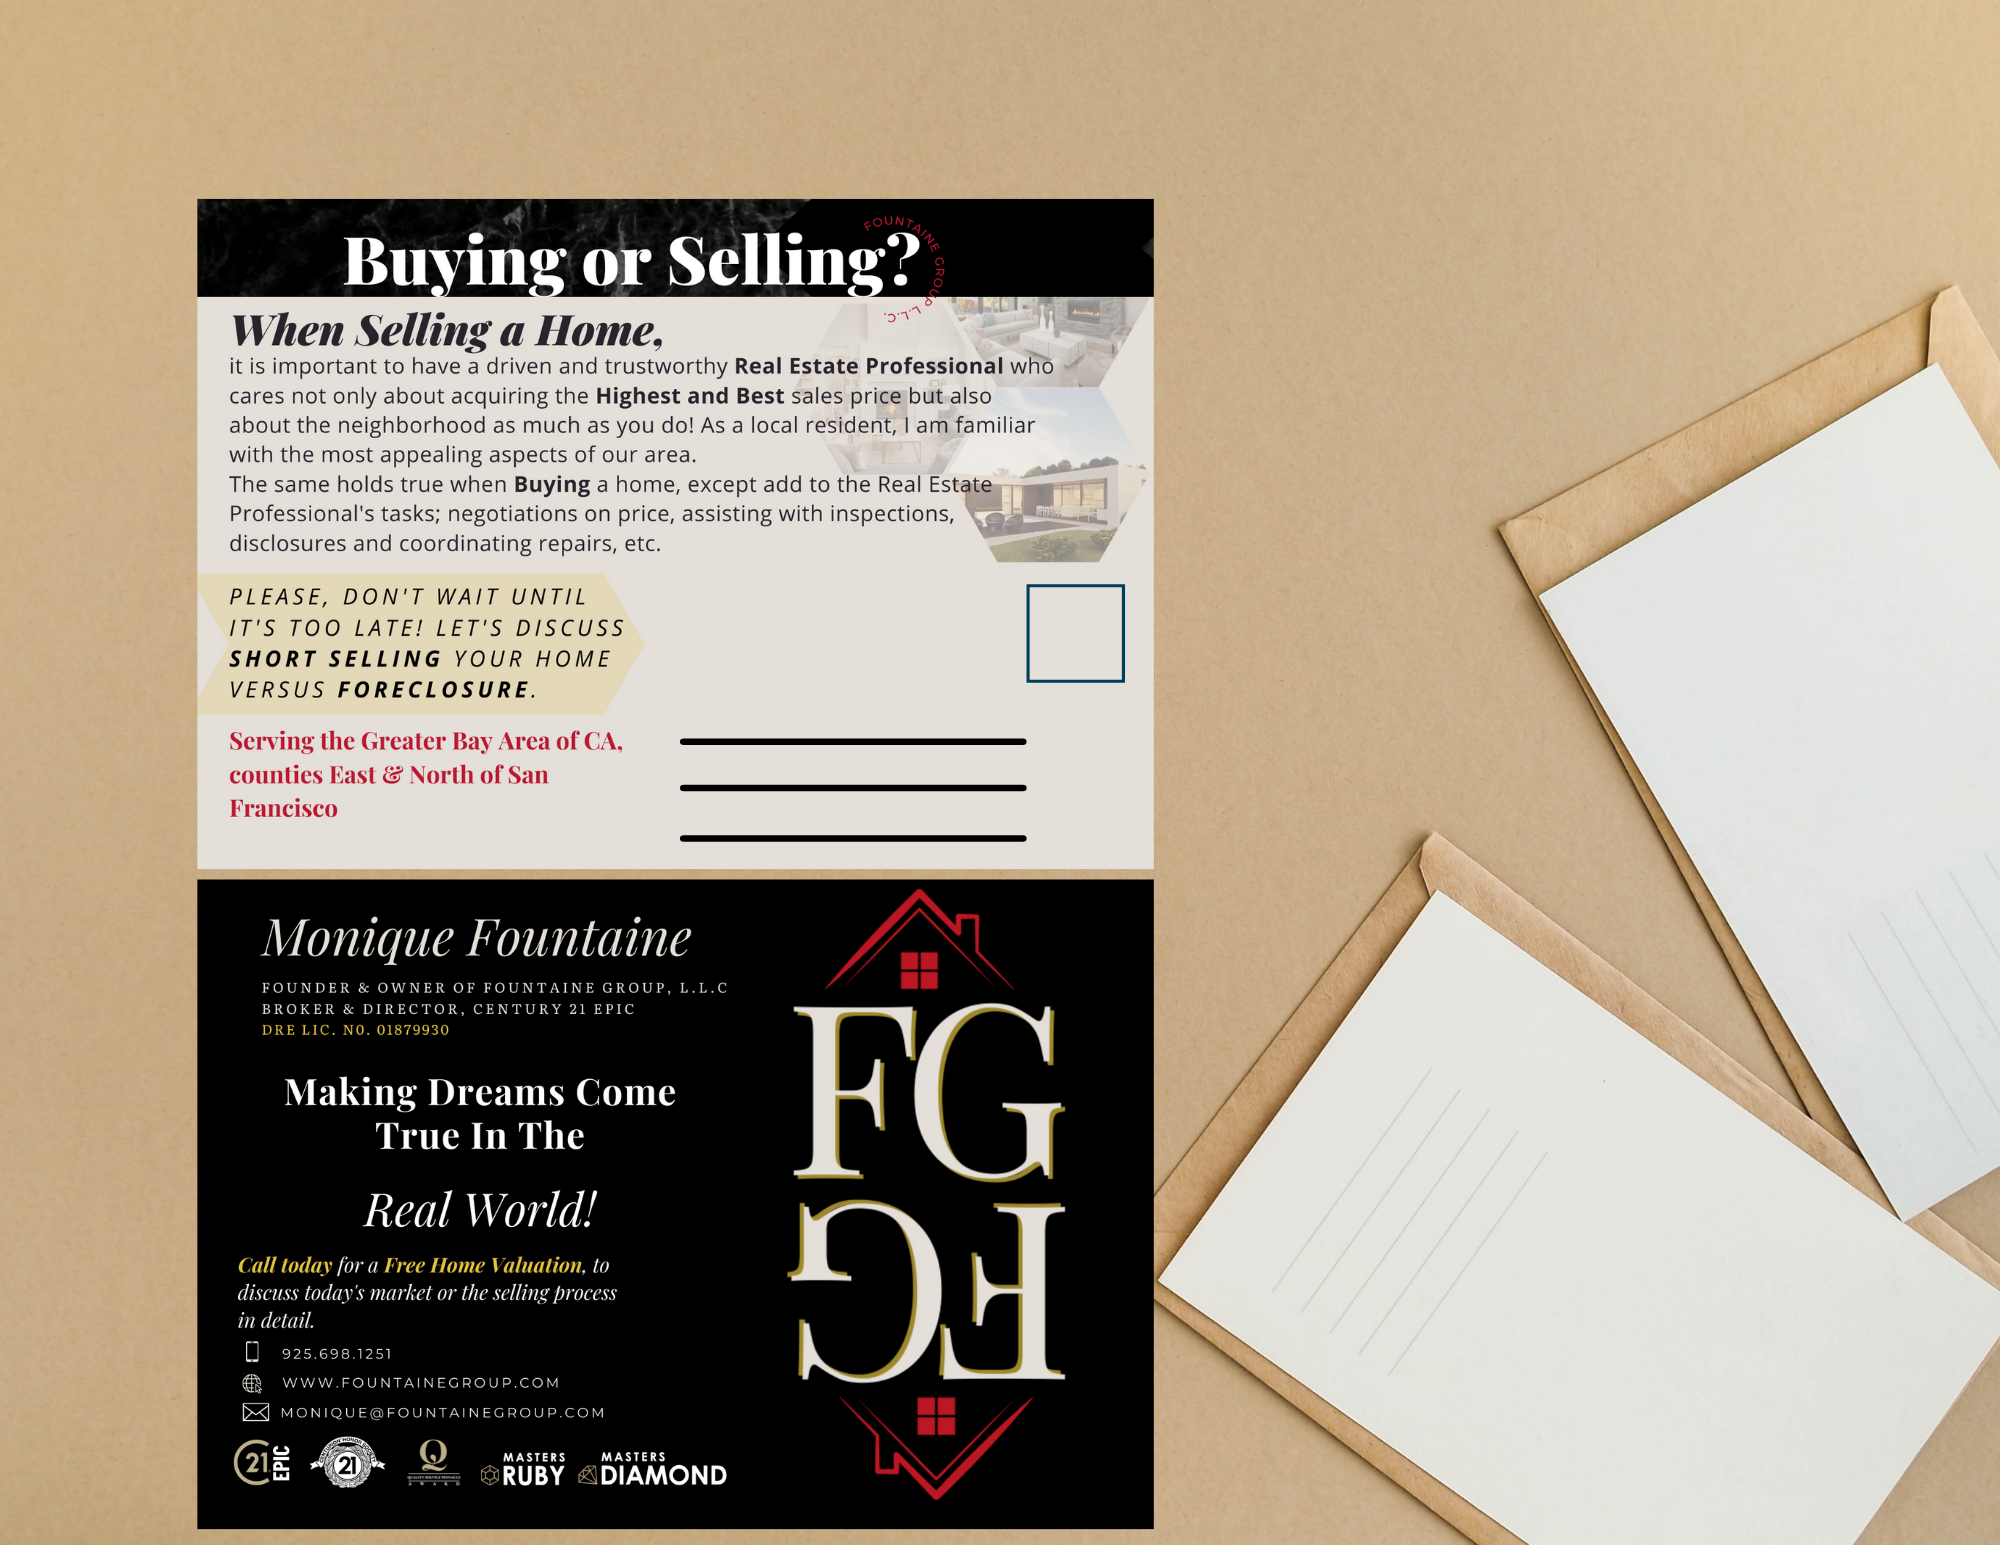 Buying or Selling?
FOUNTAINE GROUP L.L.C.
When Selling a Home,
it is important to have a driven and trustworthy Real Estate Professional who
cares not only about acquiring the Highest and Best sales price but also
about the neighborhood as much as you do! As a local resident, I am familiar
with the most appealing aspects of our area.
The same holds true when Buying a home, except add to the Real Estate
Professional's tasks; negotiations on price, assisting with inspections,
disclosures and coordinating repairs, etc.
PLEASE, DON'T WAIT UNTIL
IT'S TOO LATE! LET'S DISCUSS
SHORT SELLING YOUR HOME
VERSUS FORECLOSURE.
Serving the Greater Bay Area of CA,
counties East & North of San
Francisco
Monique Fountaine
FOUNDER & OWNER OF FOUNTAINE GROUP, L.L.C
BROKER & DIRECTOR, CENTURY 21 EPIC
DRE LIC. N0. 01879930
Making Dreams Come
True In The
Real World!
Call today for a Free Home Valuation, to
discuss today's market or the selling process
in detail.
925.698.1251
WWW.FOUNTAINEGROUP.COM
MONIQUE@FOUNTAINEGROUP.COM
21 EPIC
21
Q
QUALITY SERVICE PINNACLE
AWARD
MASTERS
RUBY
MASTERS
DIAMOND
FG
FG